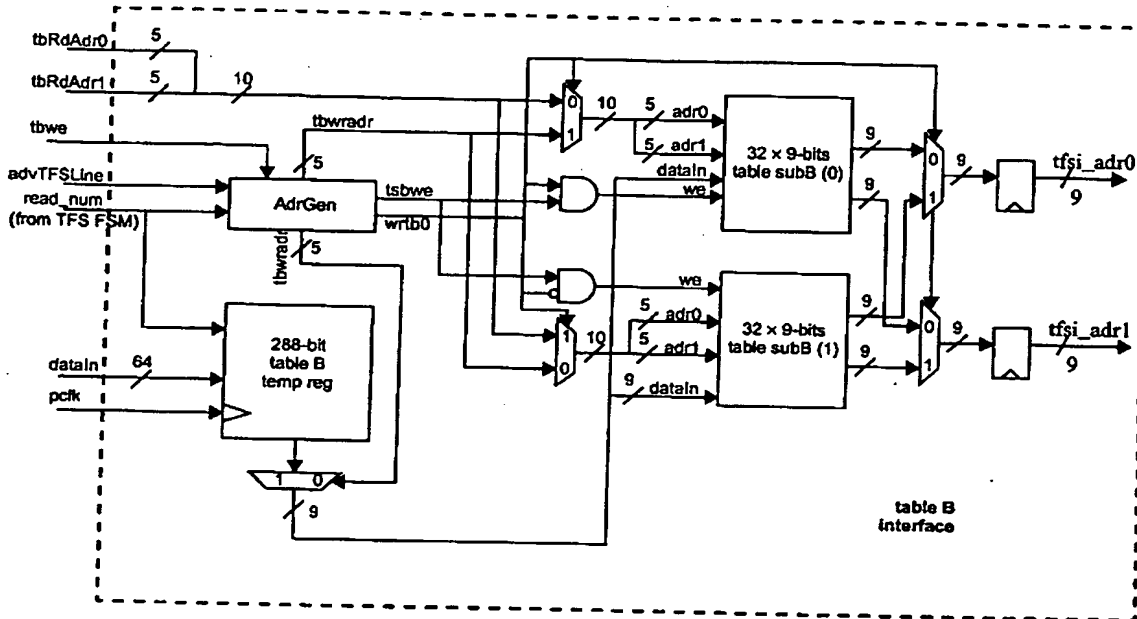 tbRdAdr0
5
tbRdAdr1
5
10
tbwe
tbwradr
5
advTFSLine
read_num
(from TFS FSM)
AdrGen
tsbwe
wrtb0
tbwradr
5
0
1
10
5
adr0
5
adr1
dataIn
we
32 × 9-bits
table subB (0)
9
9
0
1
9
tfsi_adr0
9
288-bit
table B
temp reg
dataIn
64
pclk
1 0
9
we
1
0
10
5
adr0
5
adr1
9
dataIn
32 × 9-bits
table subB (1)
9
9
0
1
9
tfsi_adr1
9
table B
interface